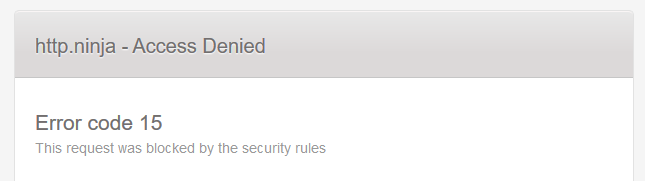 http.ninja - Access Denied
Error code 15
This request was blocked by the security rules